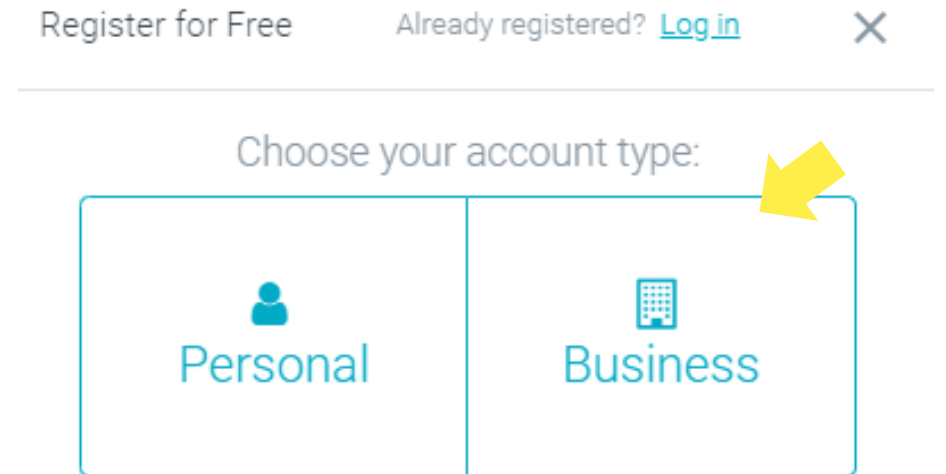 Register for Free Already registered? Log in
Choose your account type:
Personal Business